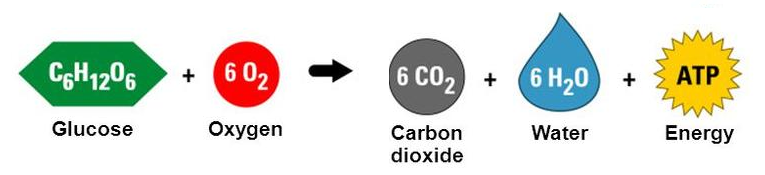 C₆H₁₂O₆ + 6 O₂ → 6 CO₂ + 6 H₂O + ATP
Glucose Oxygen Carbon dioxide Water Energy